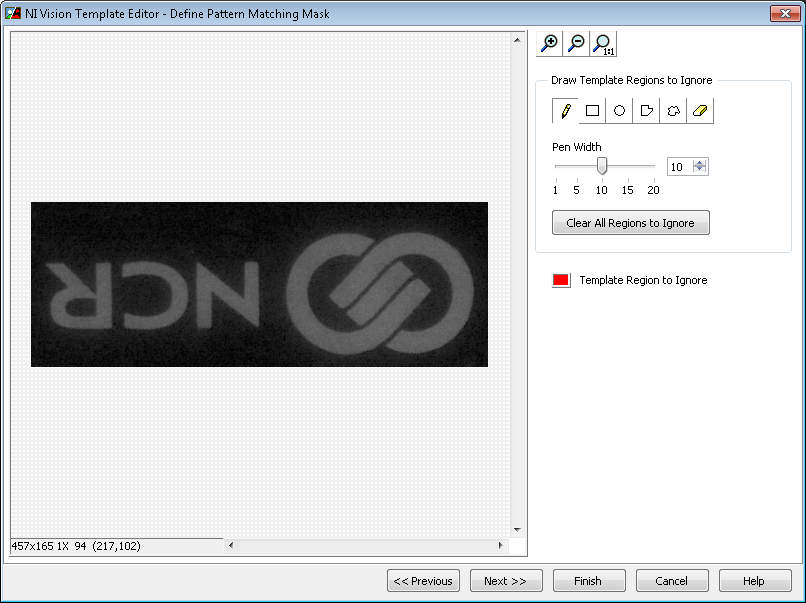 NI Vision Template Editor - Define Pattern Matching Mask
1:1
Draw Template Regions to Ignore
Pen Width
10
1 5 10 15 20
Clear All Regions to Ignore
Template Region to Ignore
NCR
457x165 1X 94 (217,102)
<< Previous Next >> Finish Cancel Help